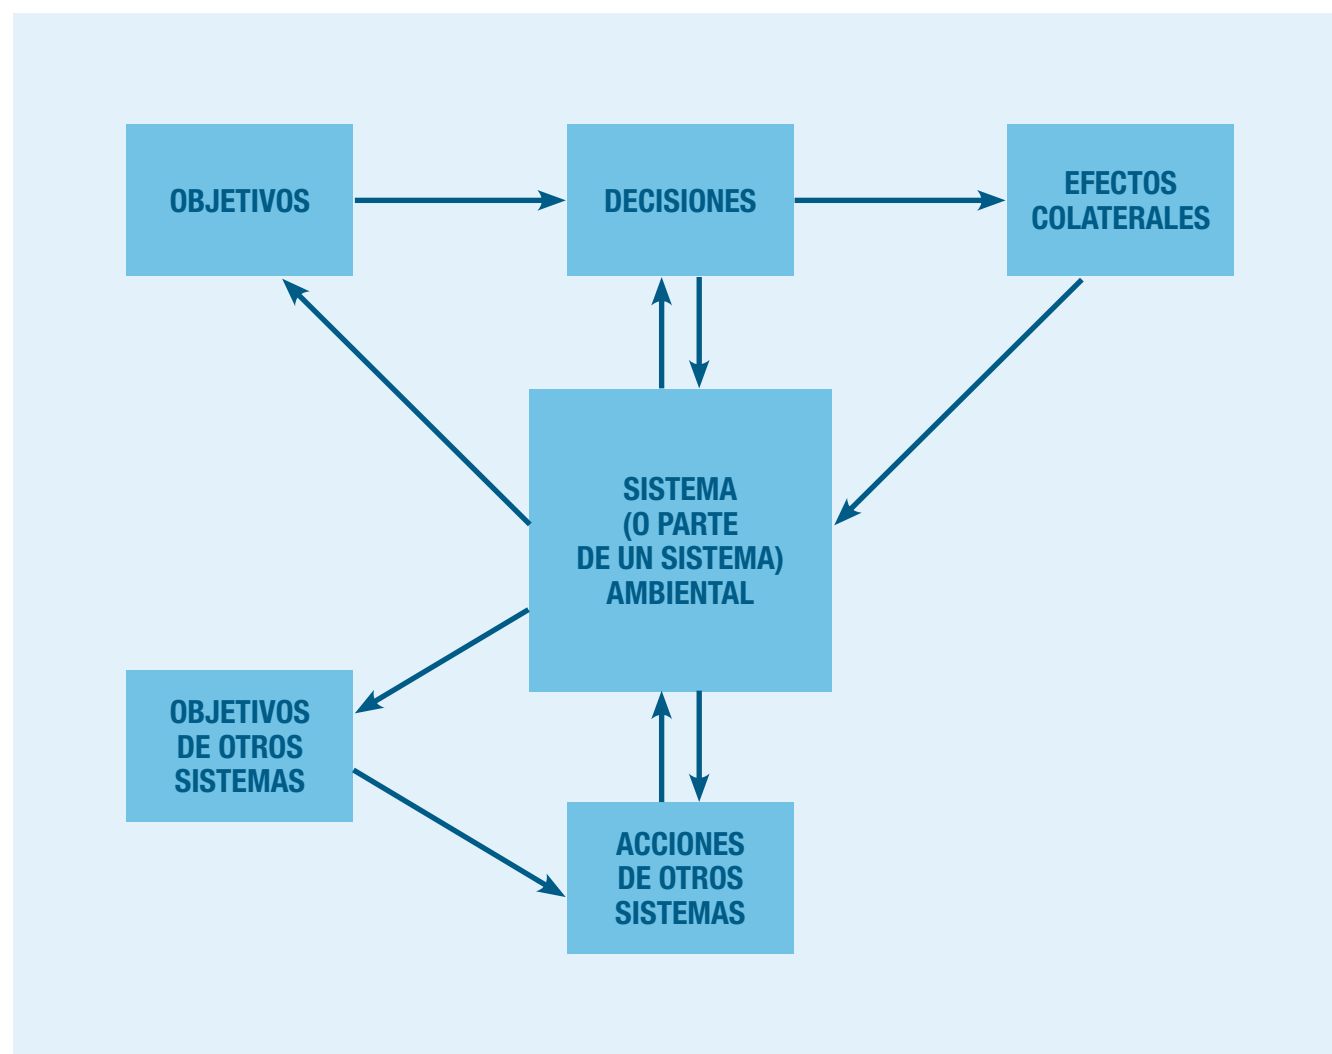 OBJETIVOS
DECISIONES
EFECTOS
COLATERALES
SISTEMA
(O PARTE
DE UN SISTEMA)
AMBIENTAL
OBJETIVOS
DE OTROS
SISTEMAS
ACCIONES
DE OTROS
SISTEMAS